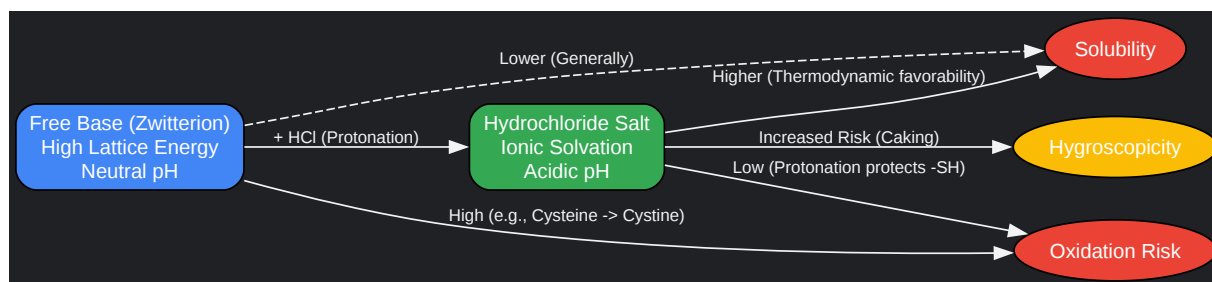 Free Base (Zwitterion)
High Lattice Energy
Neutral pH
+ HCl (Protonation)
Hydrochloride Salt
Ionic Solvation
Acidic pH
Lower (Generally)
Higher (Thermodynamic favorability)
Increased Risk (Caking)
Low (Protonation protects -SH)
High (e.g., Cysteine -> Cystine)
Solubility
Hygroscopicity
Oxidation Risk